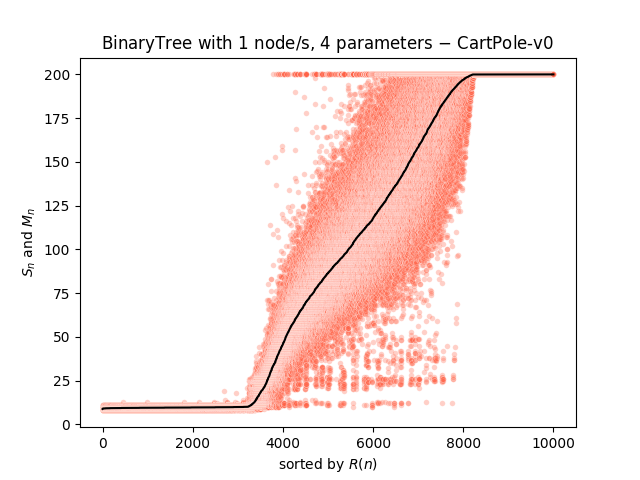 BinaryTree with 1 node/s, 4 parameters − CartPole-v0
200
175
150
125
100
75
50
25
0
S_n and M_n
0 2000 4000 6000 8000 10000
sorted by R(n)